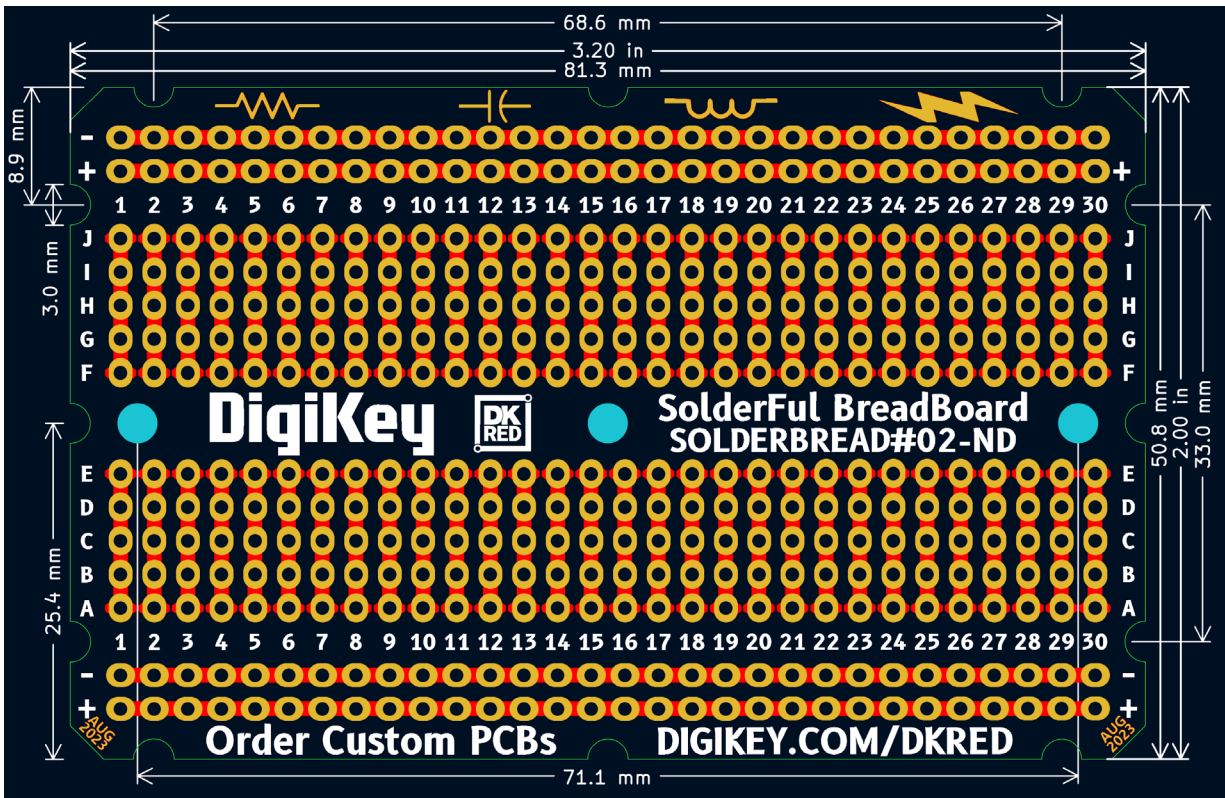 68.6 mm
3.20 in
81.3 mm
8.9 mm
-
+ +
1 2 3 4 5 6 7 8 9 10 11 12 13 14 15 16 17 18 19 20 21 22 23 24 25 26 27 28 29 30
3.0 mm
J J
I I
H H
G G
F F
DigiKey
DK
RED
SolderFul BreadBoard
SOLDERBREAD#02-ND
50.8 mm
2.00 in
33.0 mm
25.4 mm
E E
D D
C C
B B
A A
1 2 3 4 5 6 7 8 9 10 11 12 13 14 15 16 17 18 19 20 21 22 23 24 25 26 27 28 29 30
- -
+ +
AUG
2023
Order Custom PCBs
DIGIKEY.COM/DKRED
AUG
2023
71.1 mm